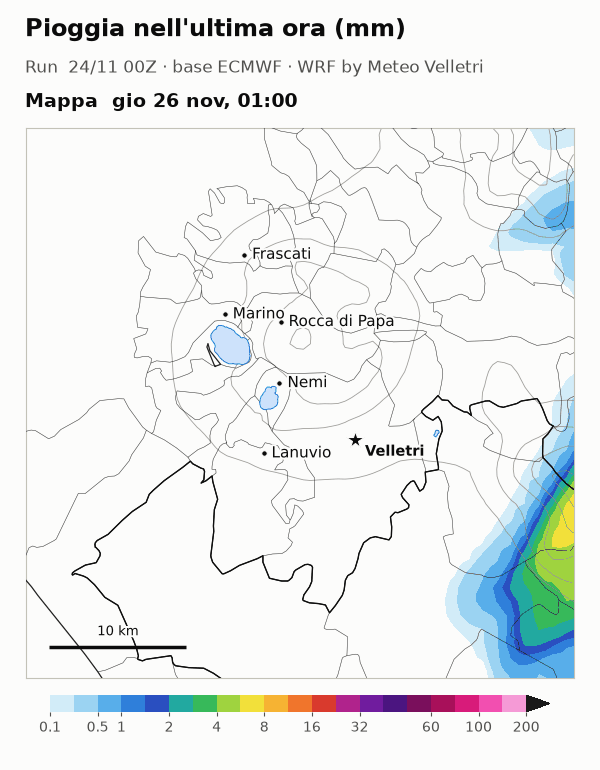 Pioggia nell'ultima ora (mm)
Run  24/11 00Z · base ECMWF · WRF by Meteo Velletri
Mappa  gio 26 nov, 01:00
Frascati
Marino
Rocca di Papa
Nemi
Velletri
Lanuvio
10 km
0.1 0.5 1 2 4 8 16 32 60 100 200